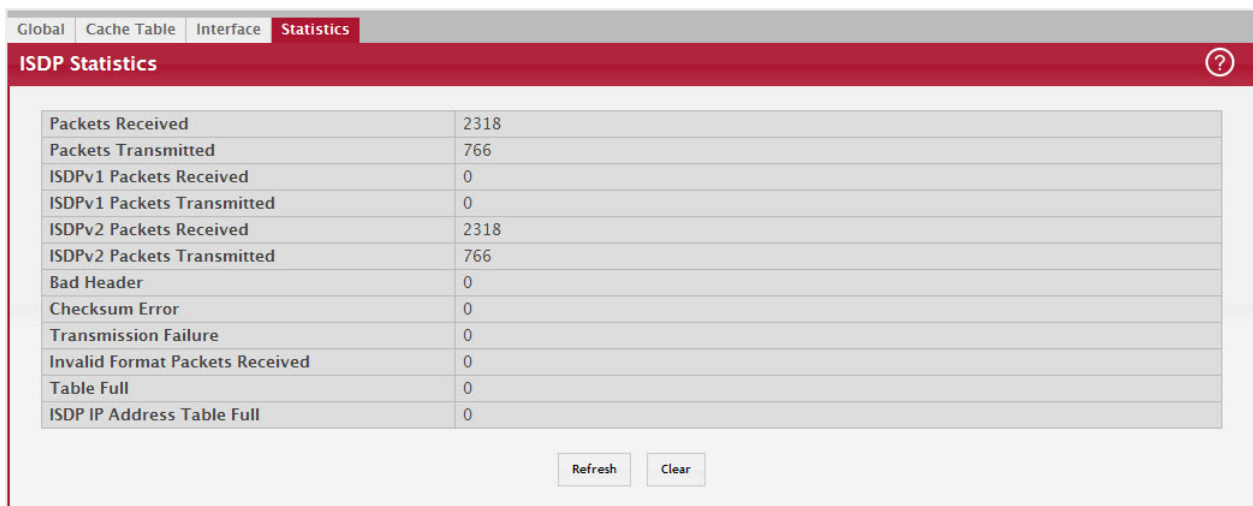 Global Cache Table Interface Statistics
ISDP Statistics ?
Packets Received 2318
Packets Transmitted 766
ISDPv1 Packets Received 0
ISDPv1 Packets Transmitted 0
ISDPv2 Packets Received 2318
ISDPv2 Packets Transmitted 766
Bad Header 0
Checksum Error 0
Transmission Failure 0
Invalid Format Packets Received 0
Table Full 0
ISDP IP Address Table Full 0
Refresh Clear